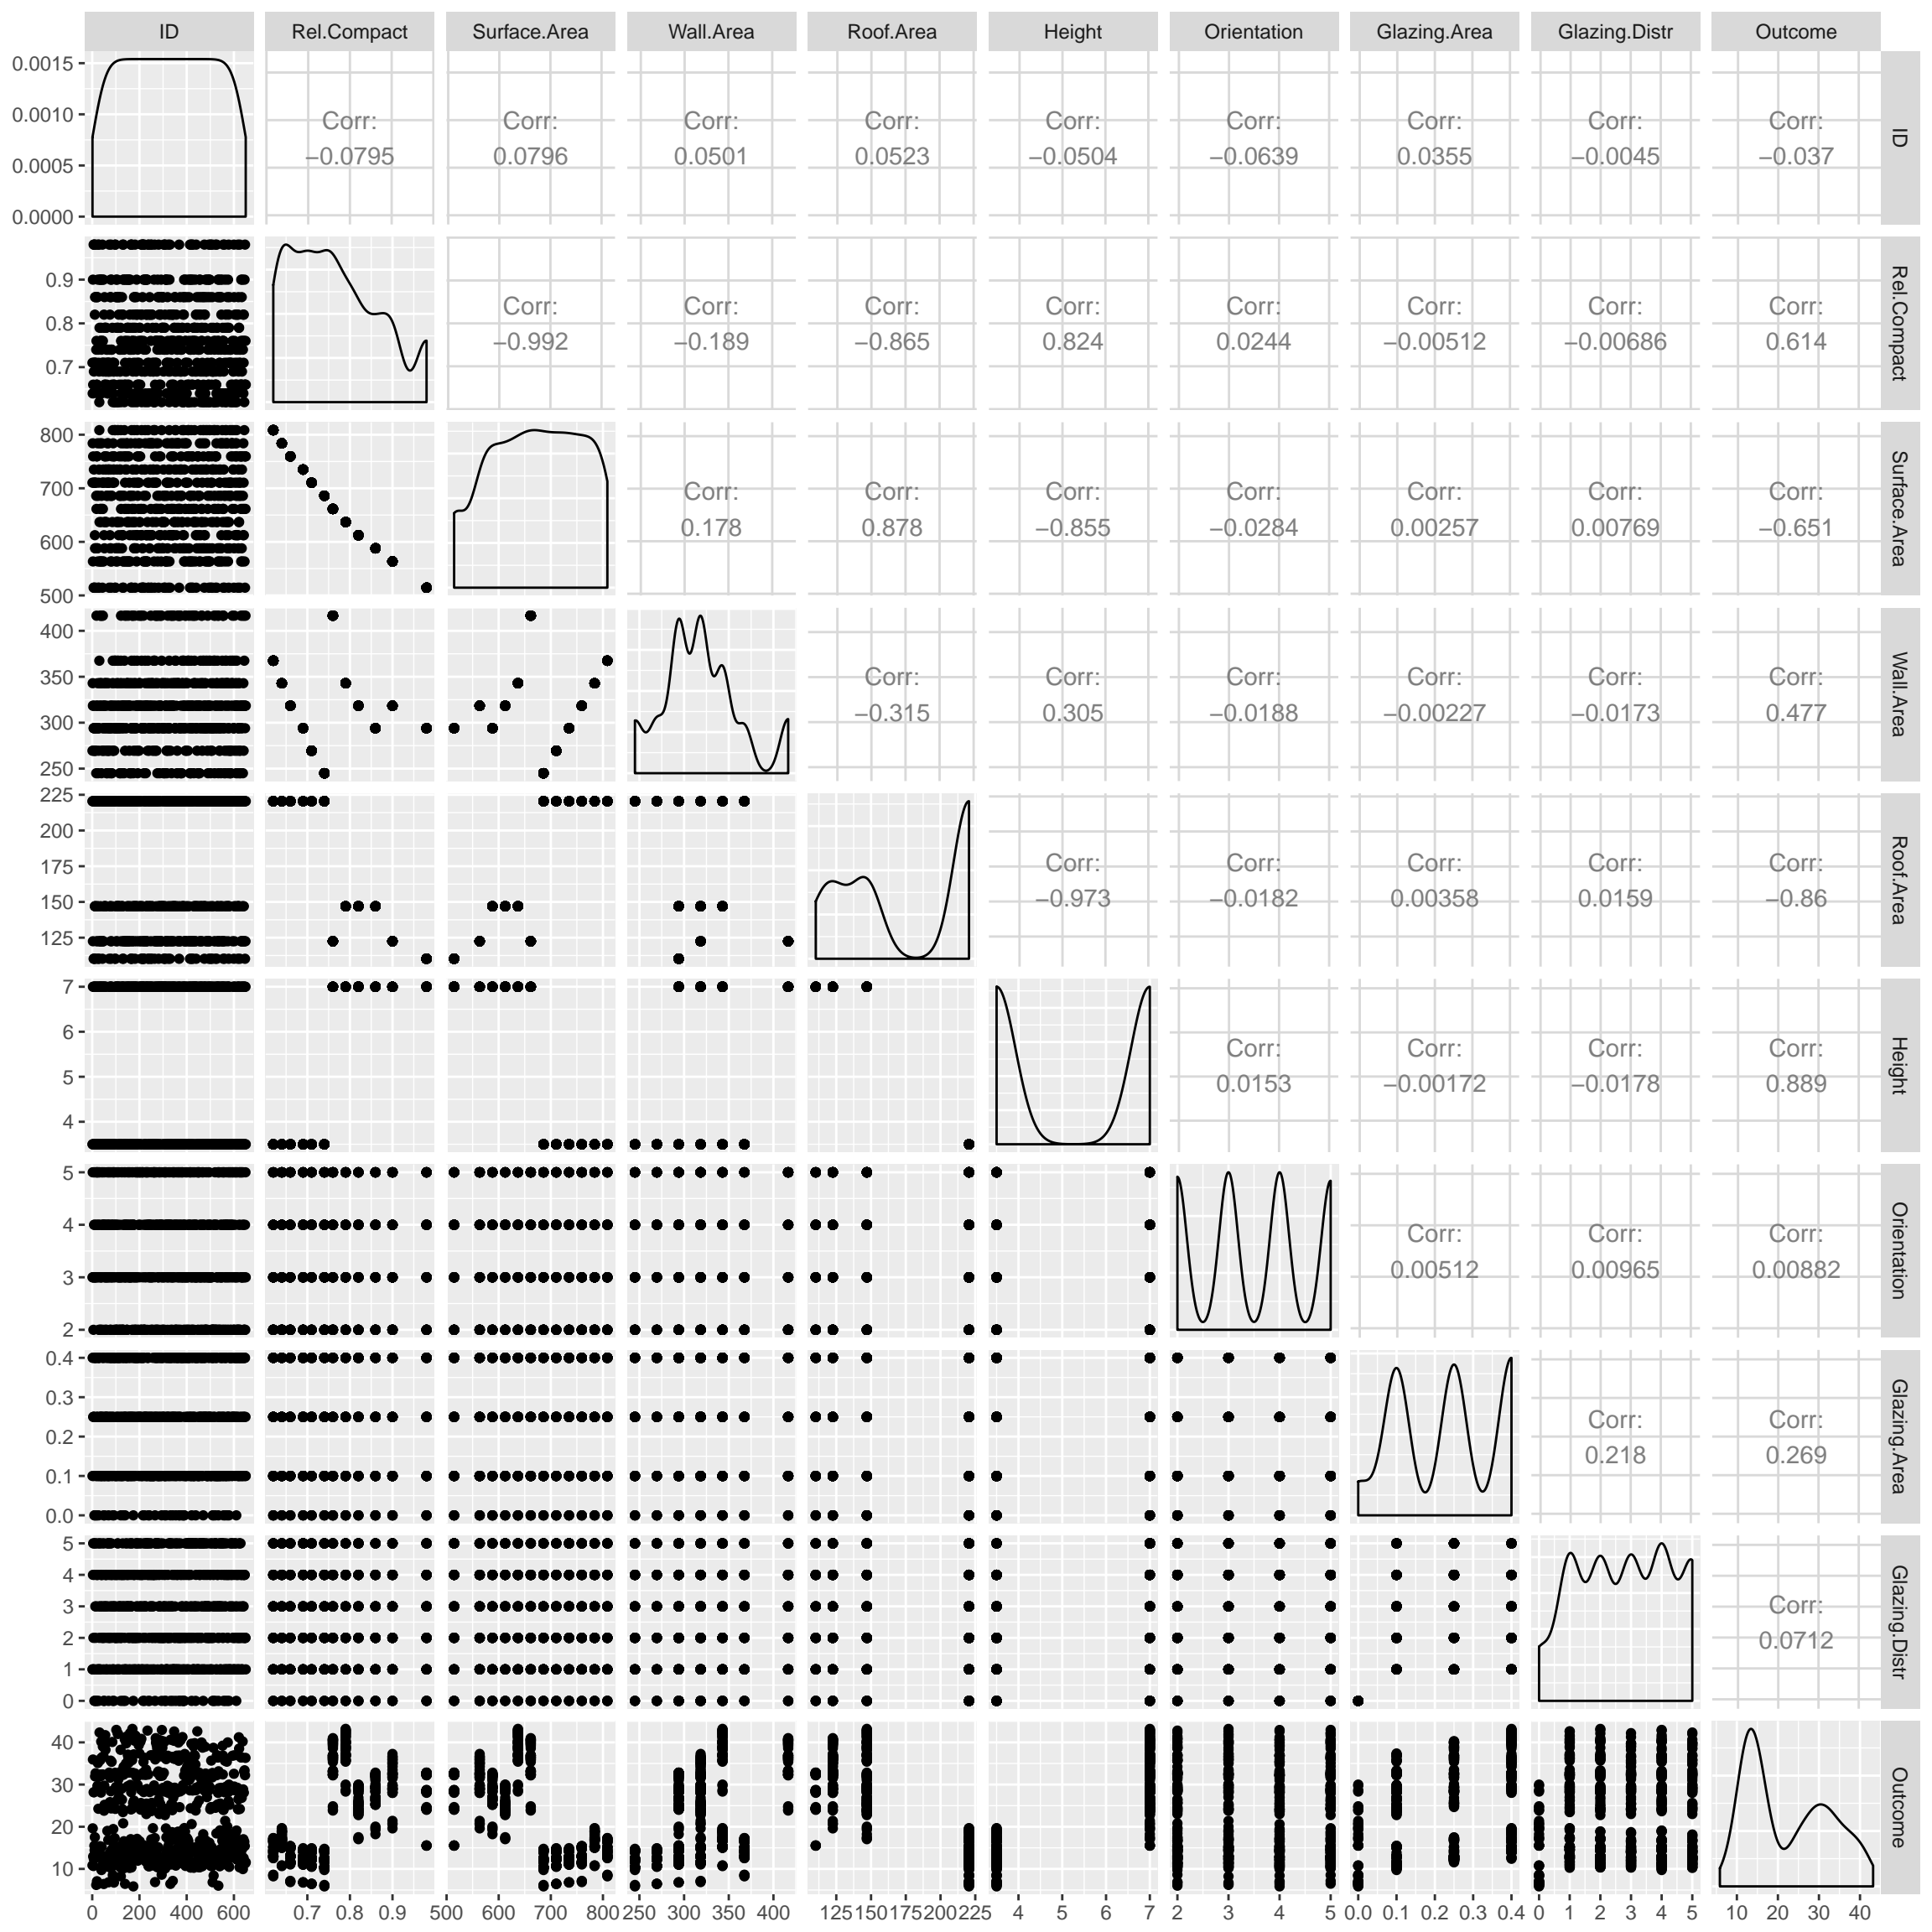 ID Rel.Compact Surface.Area Wall.Area Roof.Area Height Orientation Glazing.Area Glazing.Distr Outcome
0.0015
0.0010
0.0005
0.0000
Corr: Corr: Corr: Corr: Corr: Corr: Corr: Corr: Corr:
−0.0795 0.0796 0.0501 0.0523 −0.0504 −0.0639 0.0355 −0.0045 −0.037
ID
0.9
0.8
0.7
Corr: Corr: Corr: Corr: Corr: Corr: Corr: Corr:
−0.992 −0.189 −0.865 0.824 0.0244 −0.00512 −0.00686 0.614
Rel.Compact
800
700
600
500
Corr: Corr: Corr: Corr: Corr: Corr: Corr:
0.178 0.878 −0.855 −0.0284 0.00257 0.00769 −0.651
Surface.Area
400
350
300
250
Corr: Corr: Corr: Corr: Corr: Corr:
−0.315 0.305 −0.0188 −0.00227 −0.0173 0.477
Wall.Area
225
200
175
150
125
Corr: Corr: Corr: Corr: Corr:
−0.973 −0.0182 0.00358 0.0159 −0.86
Roof.Area
7
6
5
4
Corr: Corr: Corr: Corr:
0.0153 −0.00172 −0.0178 0.889
Height
5
4
3
2
Corr: Corr: Corr:
0.00512 0.00965 0.00882
Orientation
0.4
0.3
0.2
0.1
0.0
Corr: Corr:
0.218 0.269
Glazing.Area
5
4
3
2
1
0
Corr:
0.0712
Glazing.Distr
40
30
20
10
Outcome
0 200 400 600 0.7 0.8 0.9 500 600 700 800 250 300 350 400 125 150 175 200 225 4 5 6 7 2 3 4 5 0.0 0.1 0.2 0.3 0.4 0 1 2 3 4 5 10 20 30 40